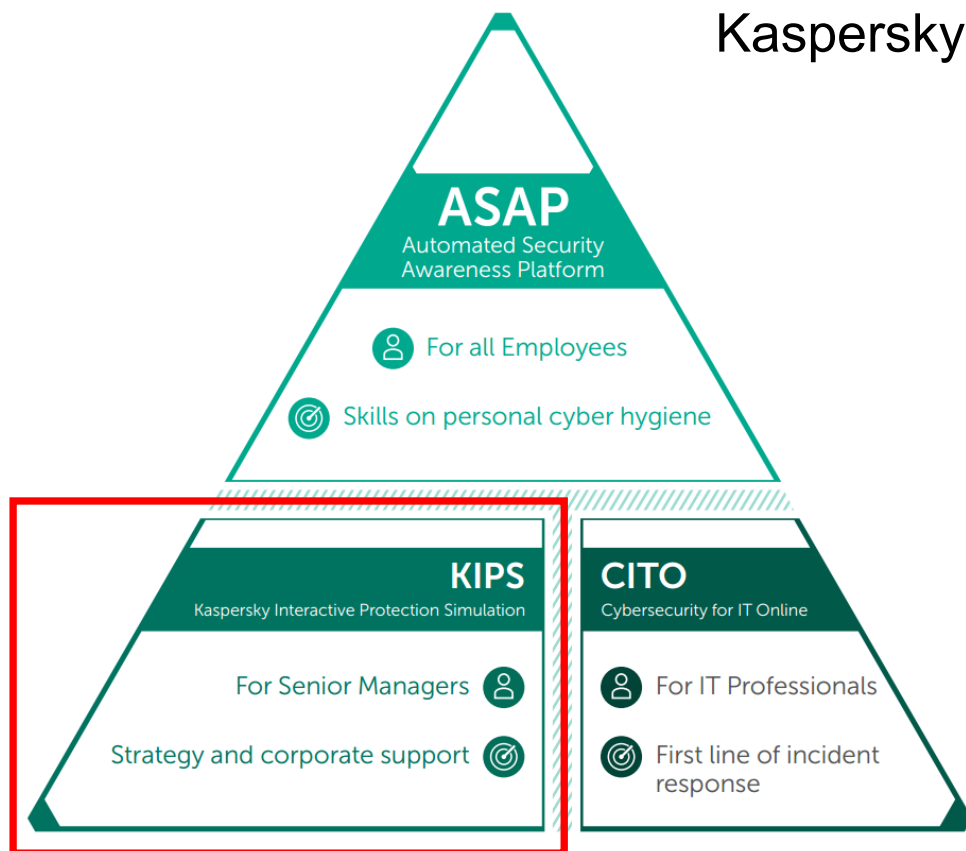 Kaspersky
ASAP
Automated Security
Awareness Platform
For all Employees
Skills on personal cyber hygiene
KIPS
Kaspersky Interactive Protection Simulation
For Senior Managers
Strategy and corporate support
CITO
Cybersecurity for IT Online
For IT Professionals
First line of incident
response